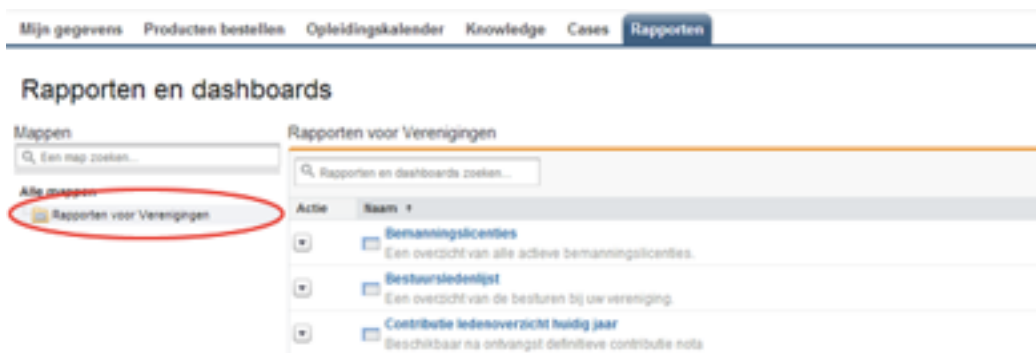 Mijn gegevens Producten bestellen Opleidingskalender Knowledge Cases Rapporten
Rapporten en dashboards
Mappen
Een map zoeken...
Alle mappen
Rapporten voor Verenigingen
Rapporten voor Verenigingen
Rapporten en dashboards zoeken...
Actie Naam ↑
Bemanningslicenties
Een overzicht van alle actieve bemanningslicenties.
Bestuursledenlijst
Een overzicht van de besturen bij uw vereniging.
Contributie ledenoverzicht huidig jaar
Beschikbaar na ontvangst definitieve contributie nota